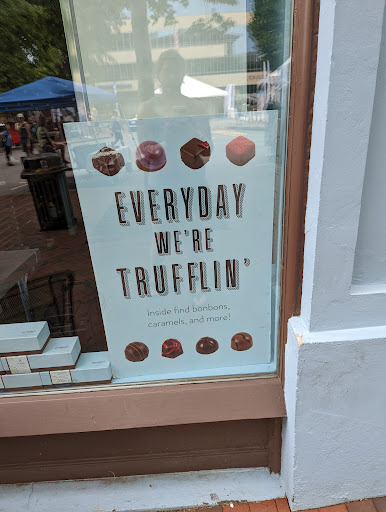 EVERYDAY
WE'RE
TRUFFLIN'
Inside find bonbons,
caramels, and more!